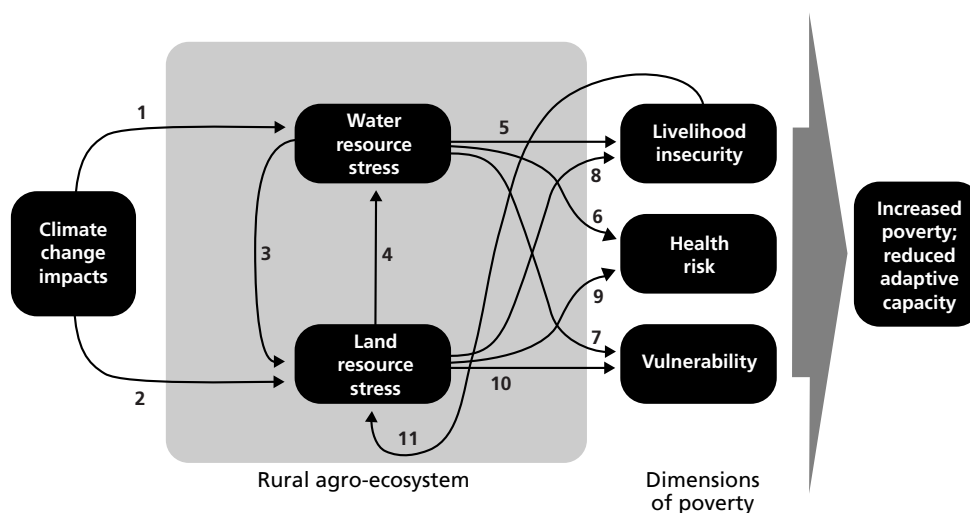 1
Water
resource
stress
5
Livelihood
insecurity
8
Climate
change
impacts
3
4
6
Health
risk
Increased
poverty;
reduced
adaptive
capacity
9
Land
resource
stress
7
Vulnerability
2
10
11
Rural agro-ecosystem
Dimensions
of poverty